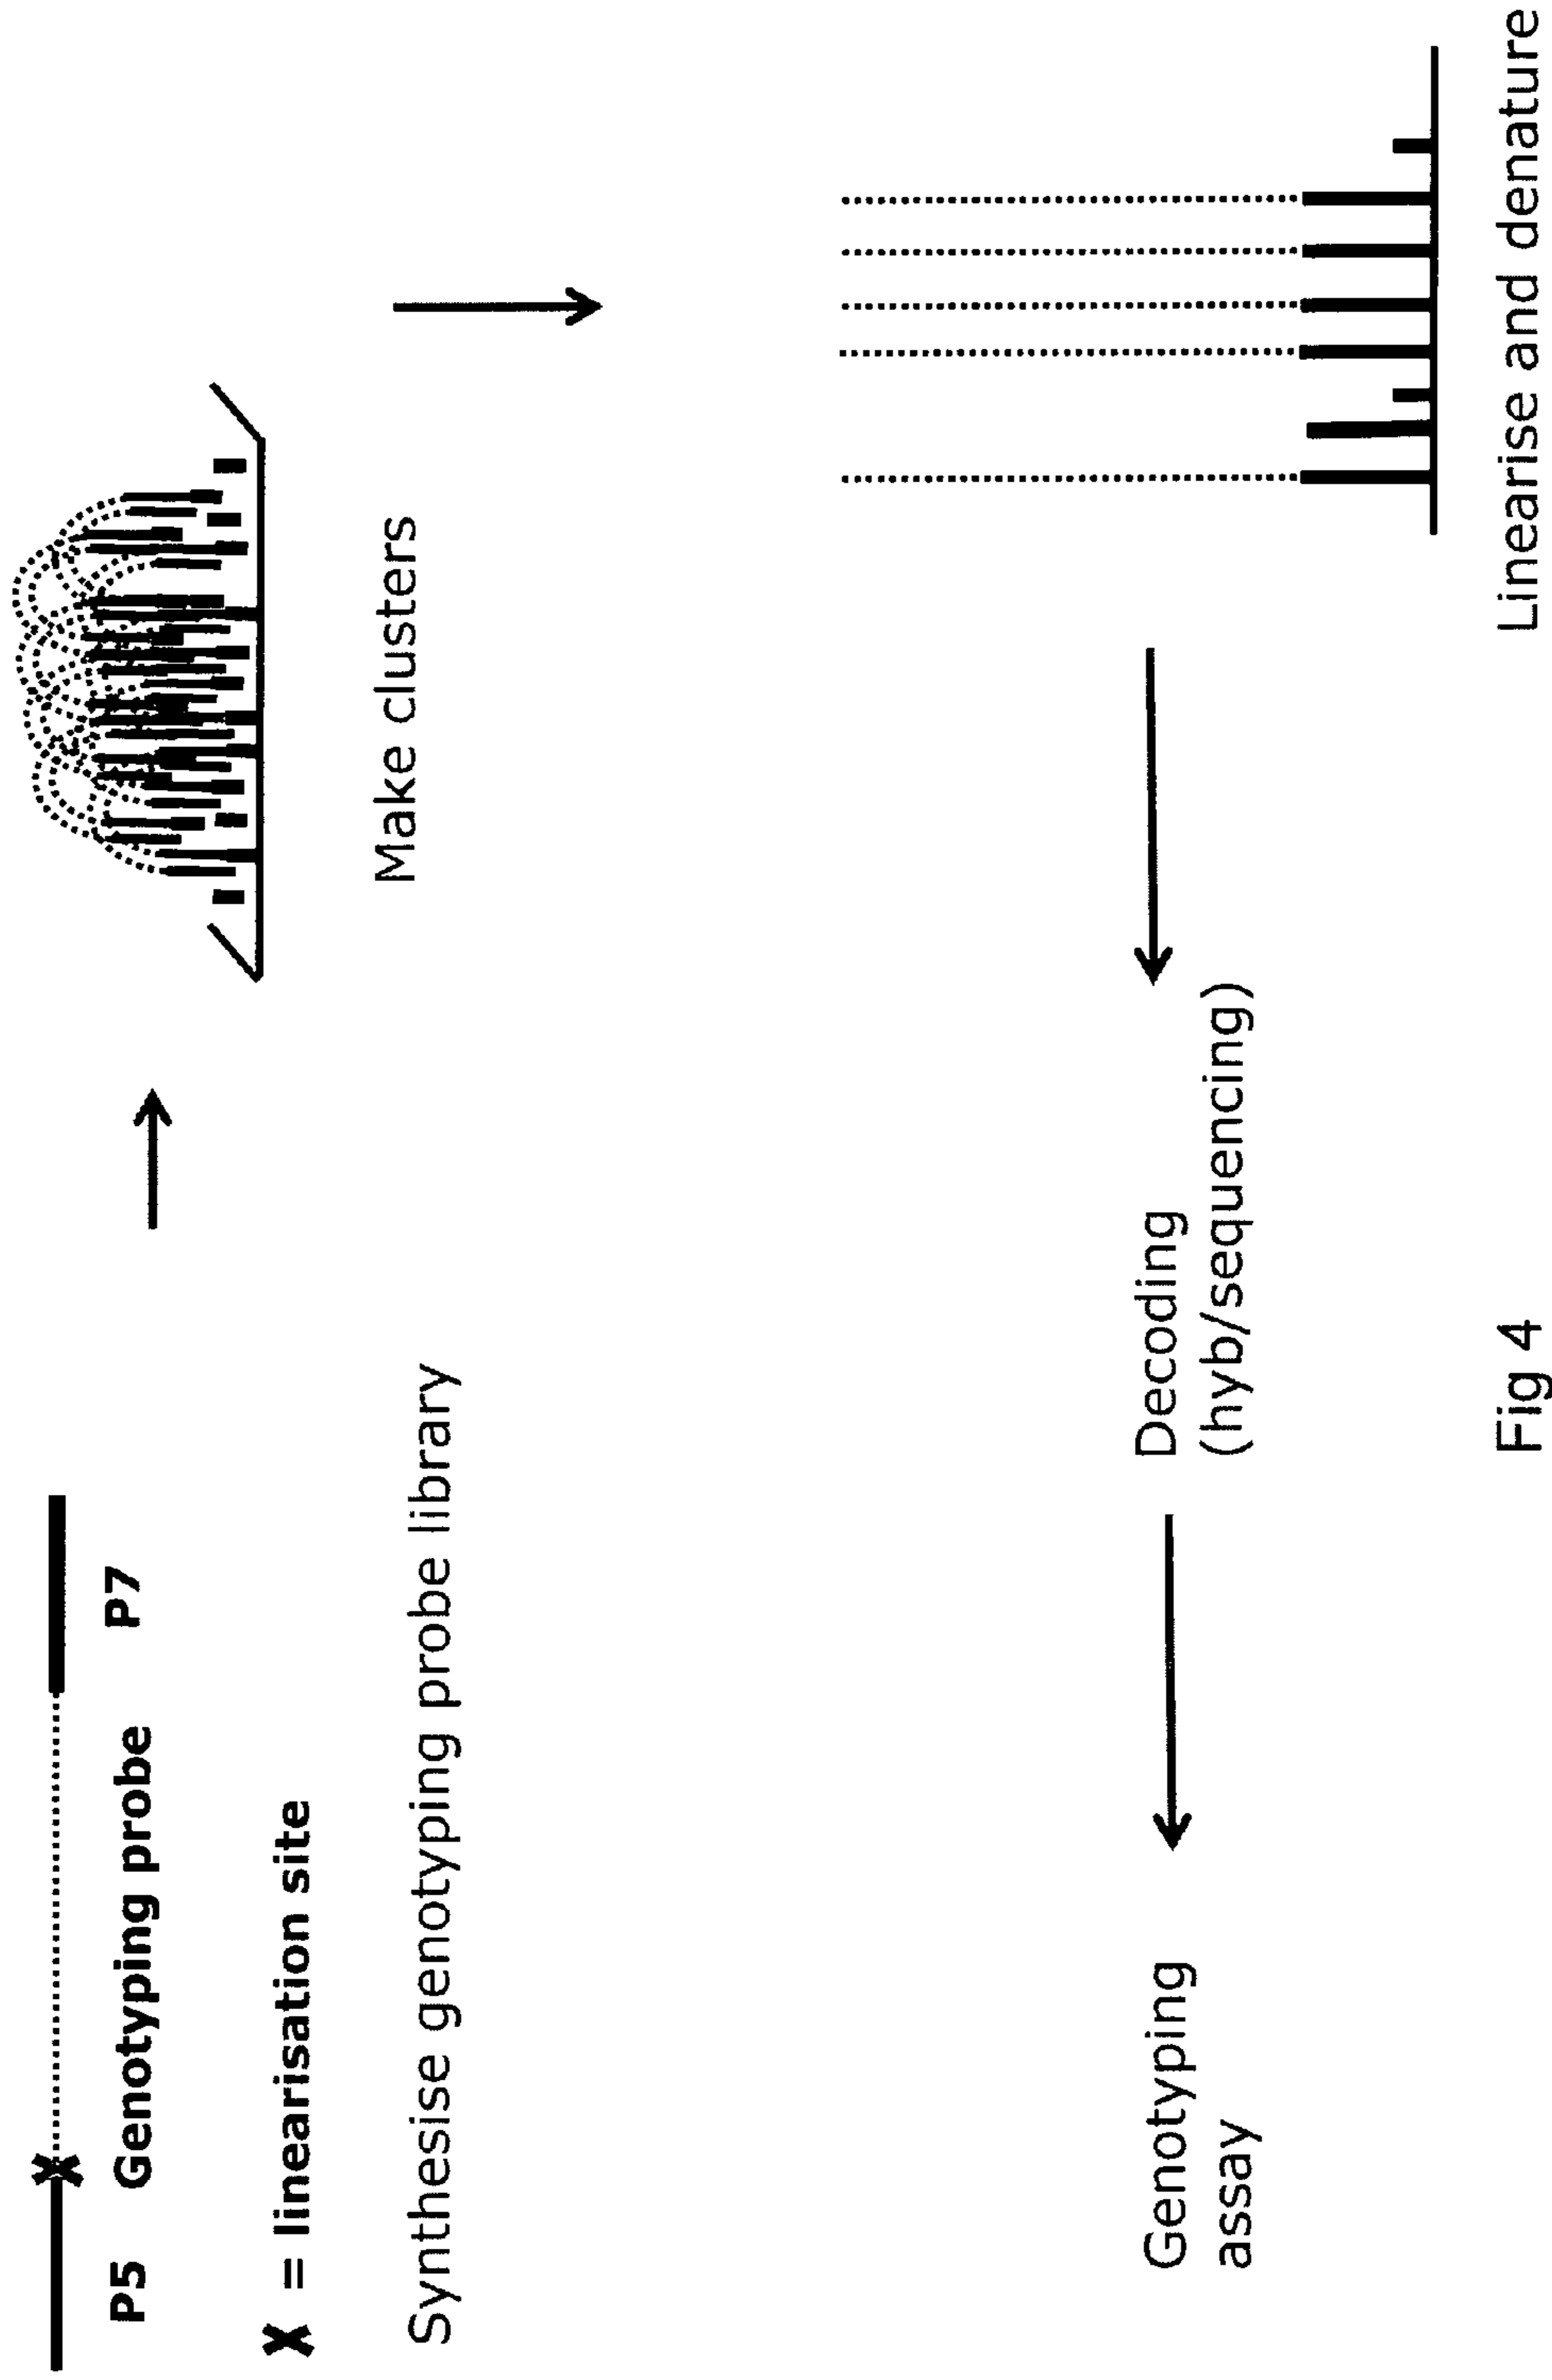 P5 Genotyping probe P7
X = linearisation site
Synthesise genotyping probe library
Make clusters
Linearise and denature
Decoding
(hyb/sequencing)
Genotyping
assay
Fig 4